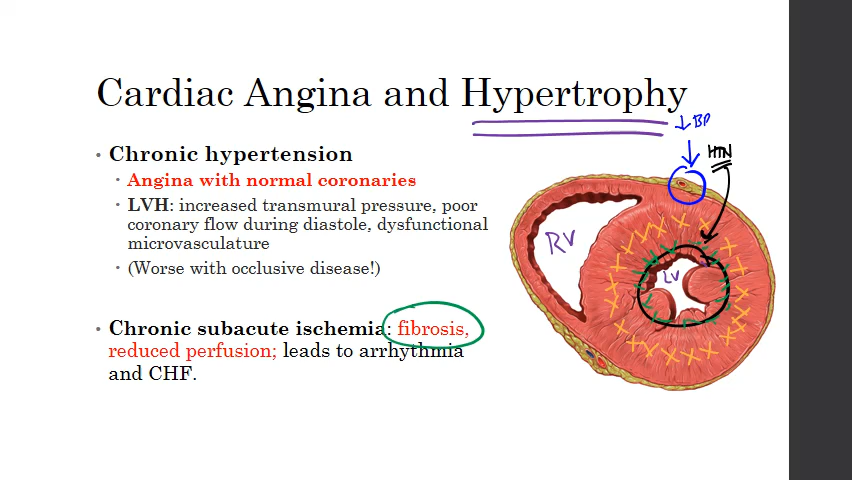 Cardiac Angina and Hypertrophy
• Chronic hypertension
• Angina with normal coronaries
• LVH: increased transmural pressure, poor
coronary flow during diastole, dysfunctional
microvasculature
• (Worse with occlusive disease!)
• Chronic subacute ischemia: fibrosis,
reduced perfusion; leads to arrhythmia
and CHF.
↓BP
HTN
RV
LV